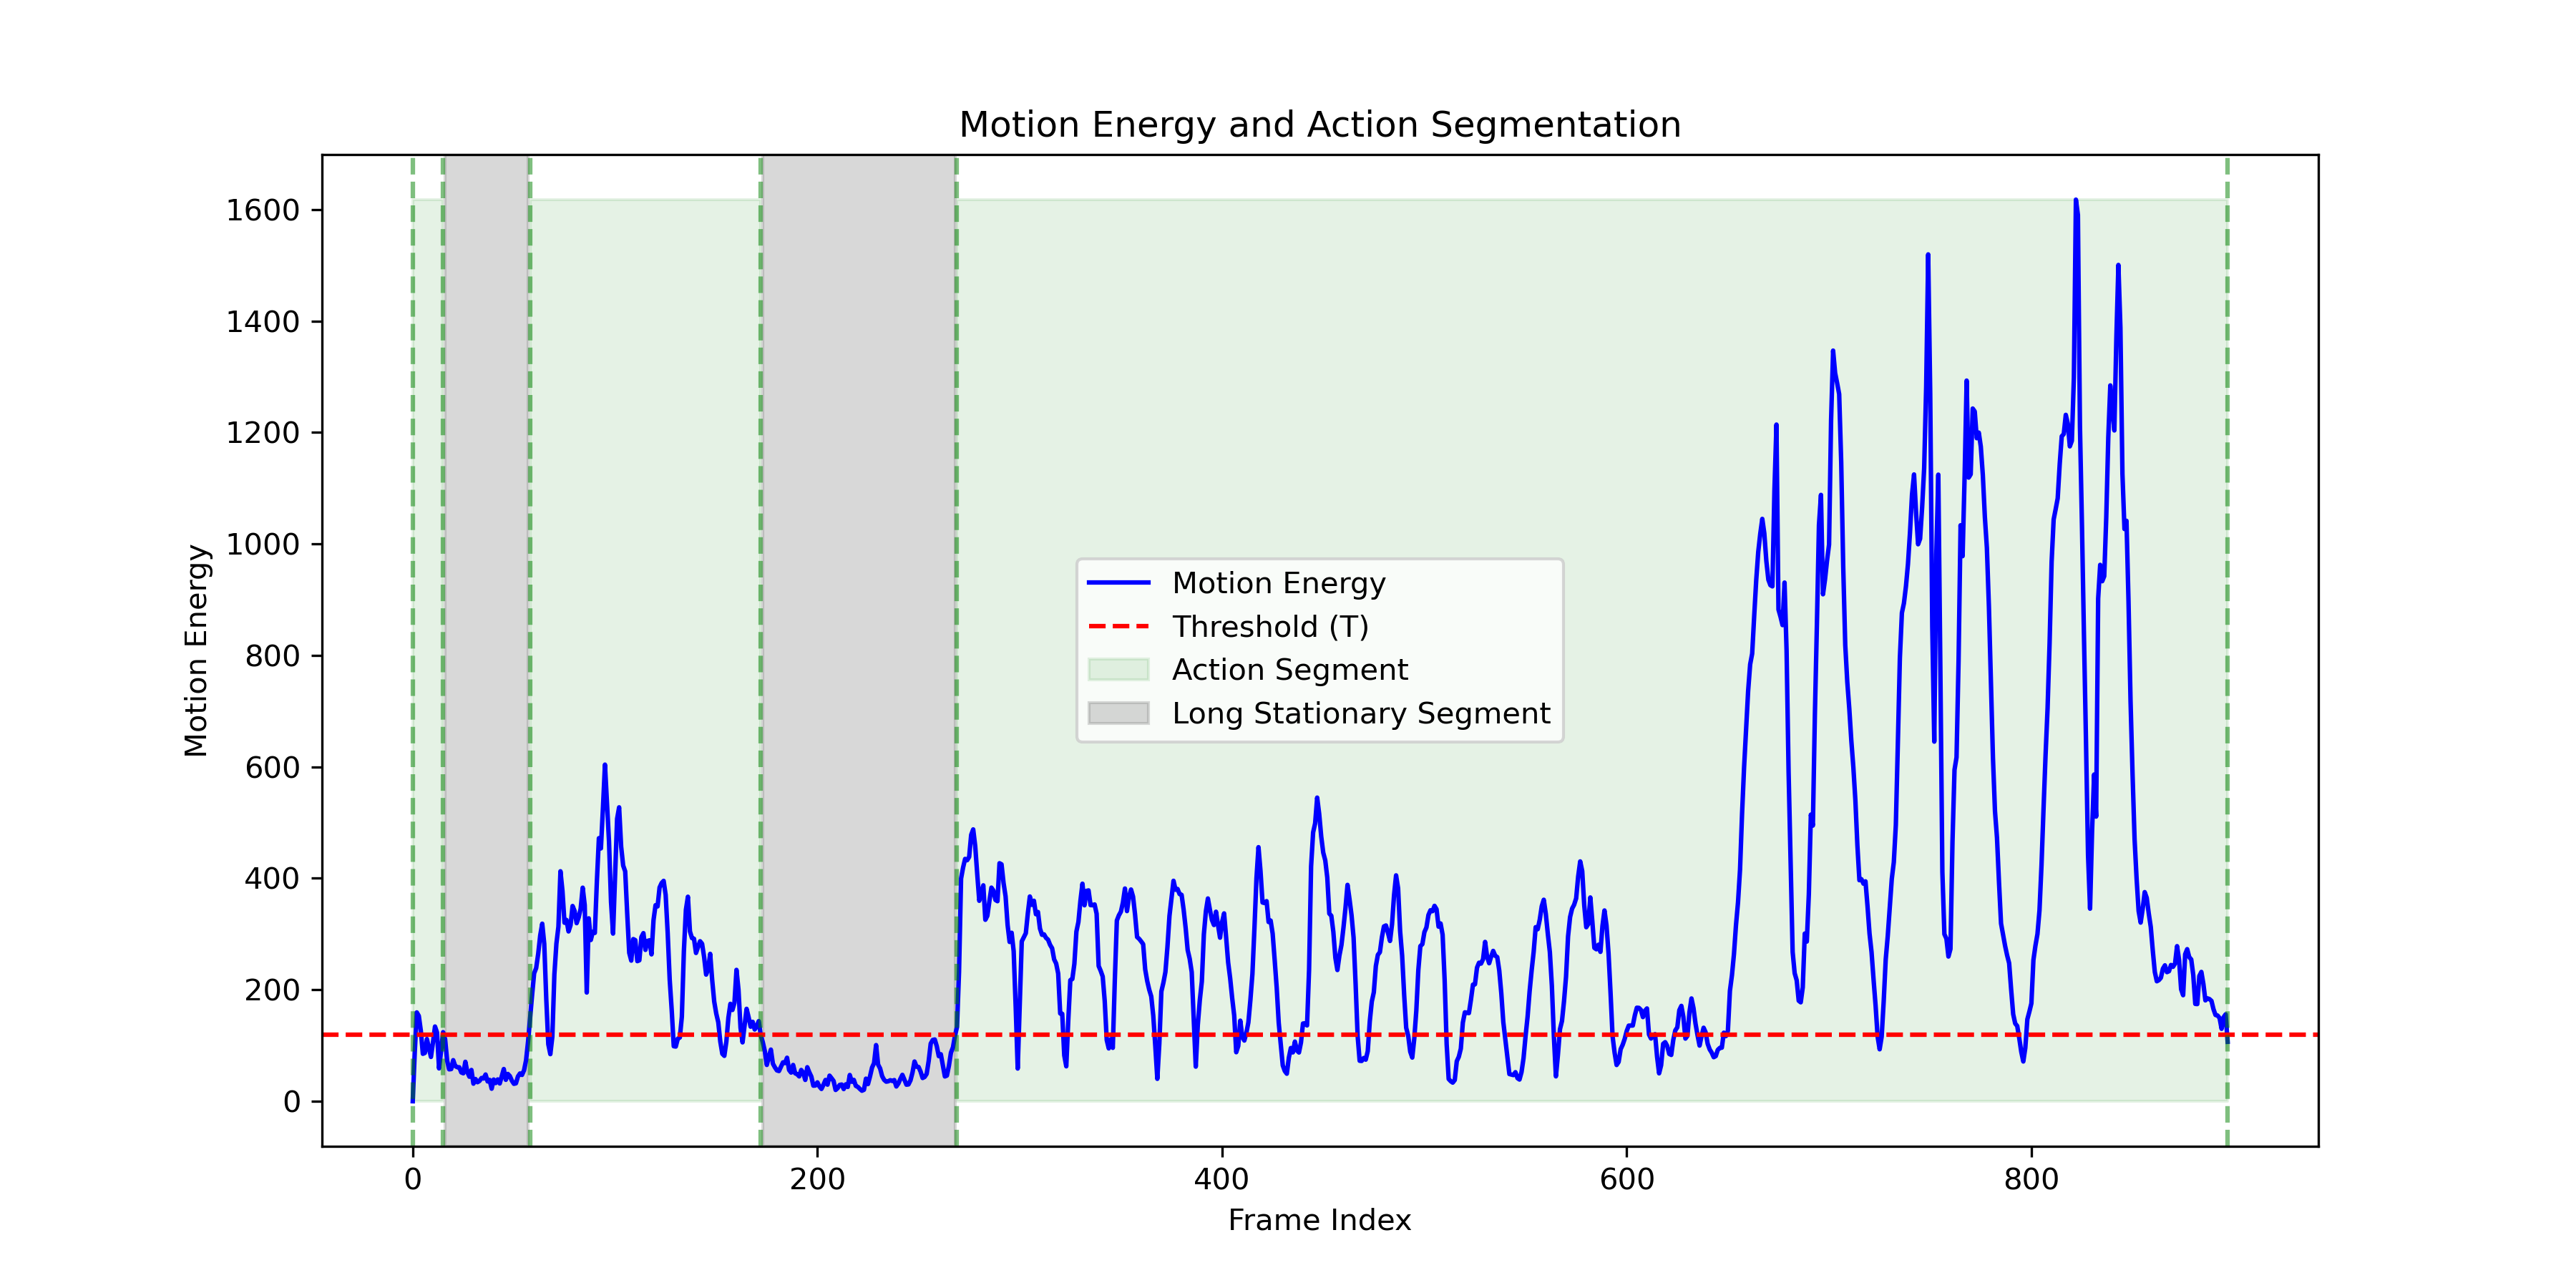 Motion Energy and Action Segmentation
1600
1400
1200
1000
800
600
400
200
0
Motion Energy
Motion Energy
Threshold (T)
Action Segment
Long Stationary Segment
0 200 400 600 800
Frame Index